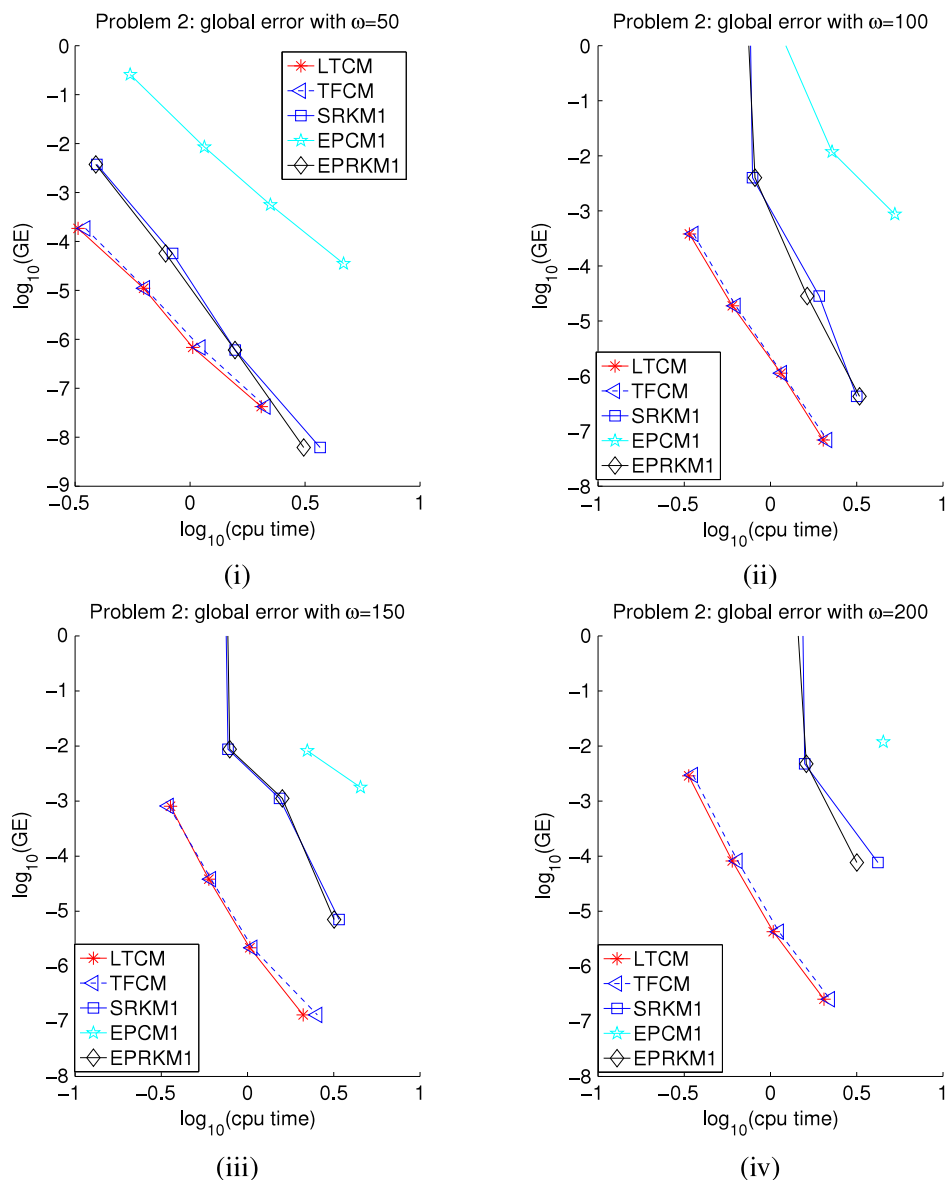 Problem 2: global error with ω=50
0
−1
−2
−3
−4
−5
−6
−7
−8
−9
log10(GE)
−0.5
0
0.5
1
log10(cpu time)
LTCM
TFCM
SRKM1
EPCM1
EPRKM1
(i)
Problem 2: global error with ω=100
0
−1
−2
−3
−4
−5
−6
−7
−8
log10(GE)
−1
−0.5
0
0.5
1
log10(cpu time)
LTCM
TFCM
SRKM1
EPCM1
EPRKM1
(ii)
Problem 2: global error with ω=150
0
−1
−2
−3
−4
−5
−6
−7
−8
log10(GE)
−1
−0.5
0
0.5
1
log10(cpu time)
LTCM
TFCM
SRKM1
EPCM1
EPRKM1
(iii)
Problem 2: global error with ω=200
0
−1
−2
−3
−4
−5
−6
−7
−8
log10(GE)
−1
−0.5
0
0.5
1
log10(cpu time)
LTCM
TFCM
SRKM1
EPCM1
EPRKM1
(iv)